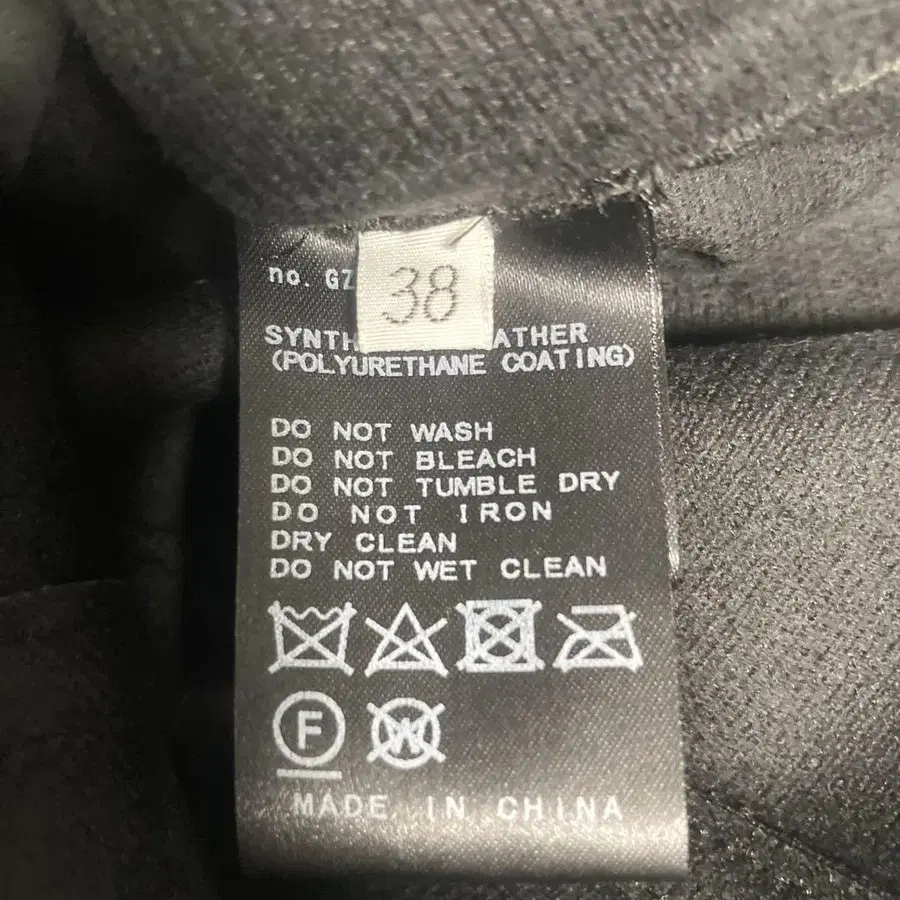 no. GZ
38
SYNTH ATHER
(POLYURETHANE COATING)
DO NOT WASH
DO NOT BLEACH
DO NOT TUMBLE DRY
DO NOT IRON
DRY CLEAN
DO NOT WET CLEAN
F W
MADE IN CHINA